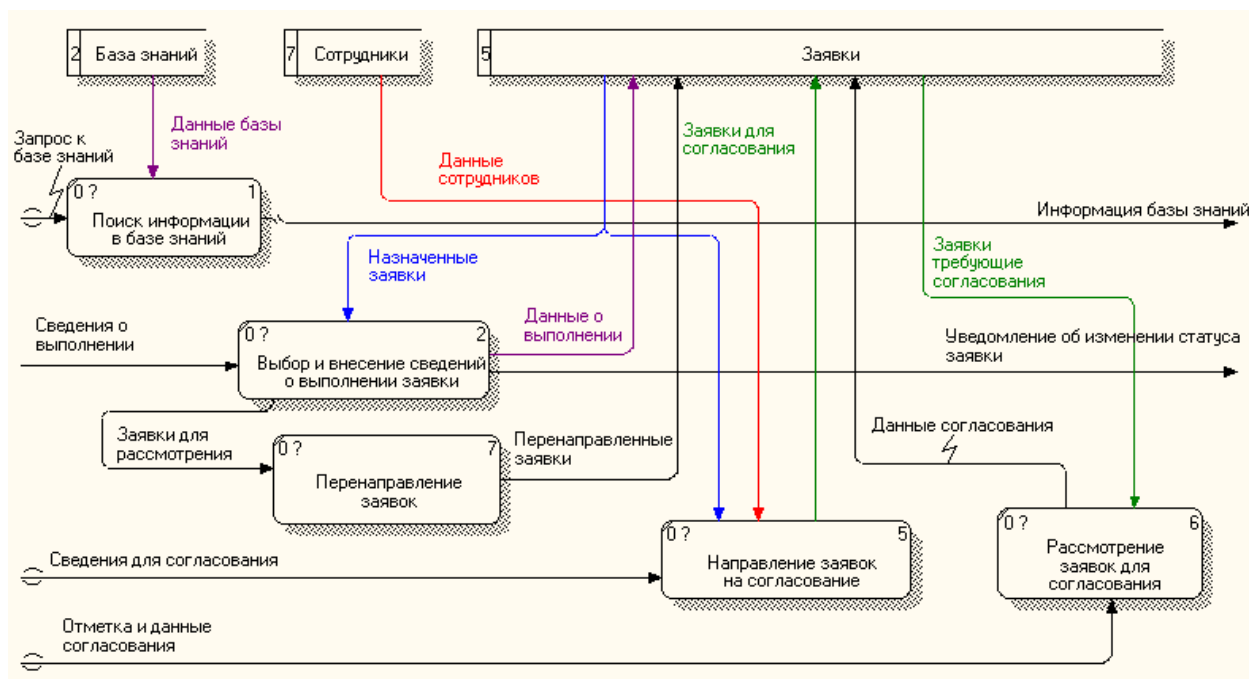 2 База знаний
7 Сотрудники
5 Заявки
Данные базы
знаний
Запрос к
базе знаний
Заявки для
согласования
Данные
сотрудников
0 ? 1
Поиск информации
в базе знаний
Информация базы знаний
Назначенные
заявки
Заявки
требующие
согласования
Сведения о
выполнении
Данные о
выполнении
0 ? 2
Выбор и внесение сведений
о выполнении заявки
Уведомление об изменении статуса
заявки
Заявки для
рассмотрения
0 ? 7
Перенаправление
заявок
Перенаправленные
заявки
Данные согласования
0 ? 5
Направление заявок
на согласование
0 ? 6
Рассмотрение
заявок для
согласования
Сведения для согласования
Отметка и данные
согласования